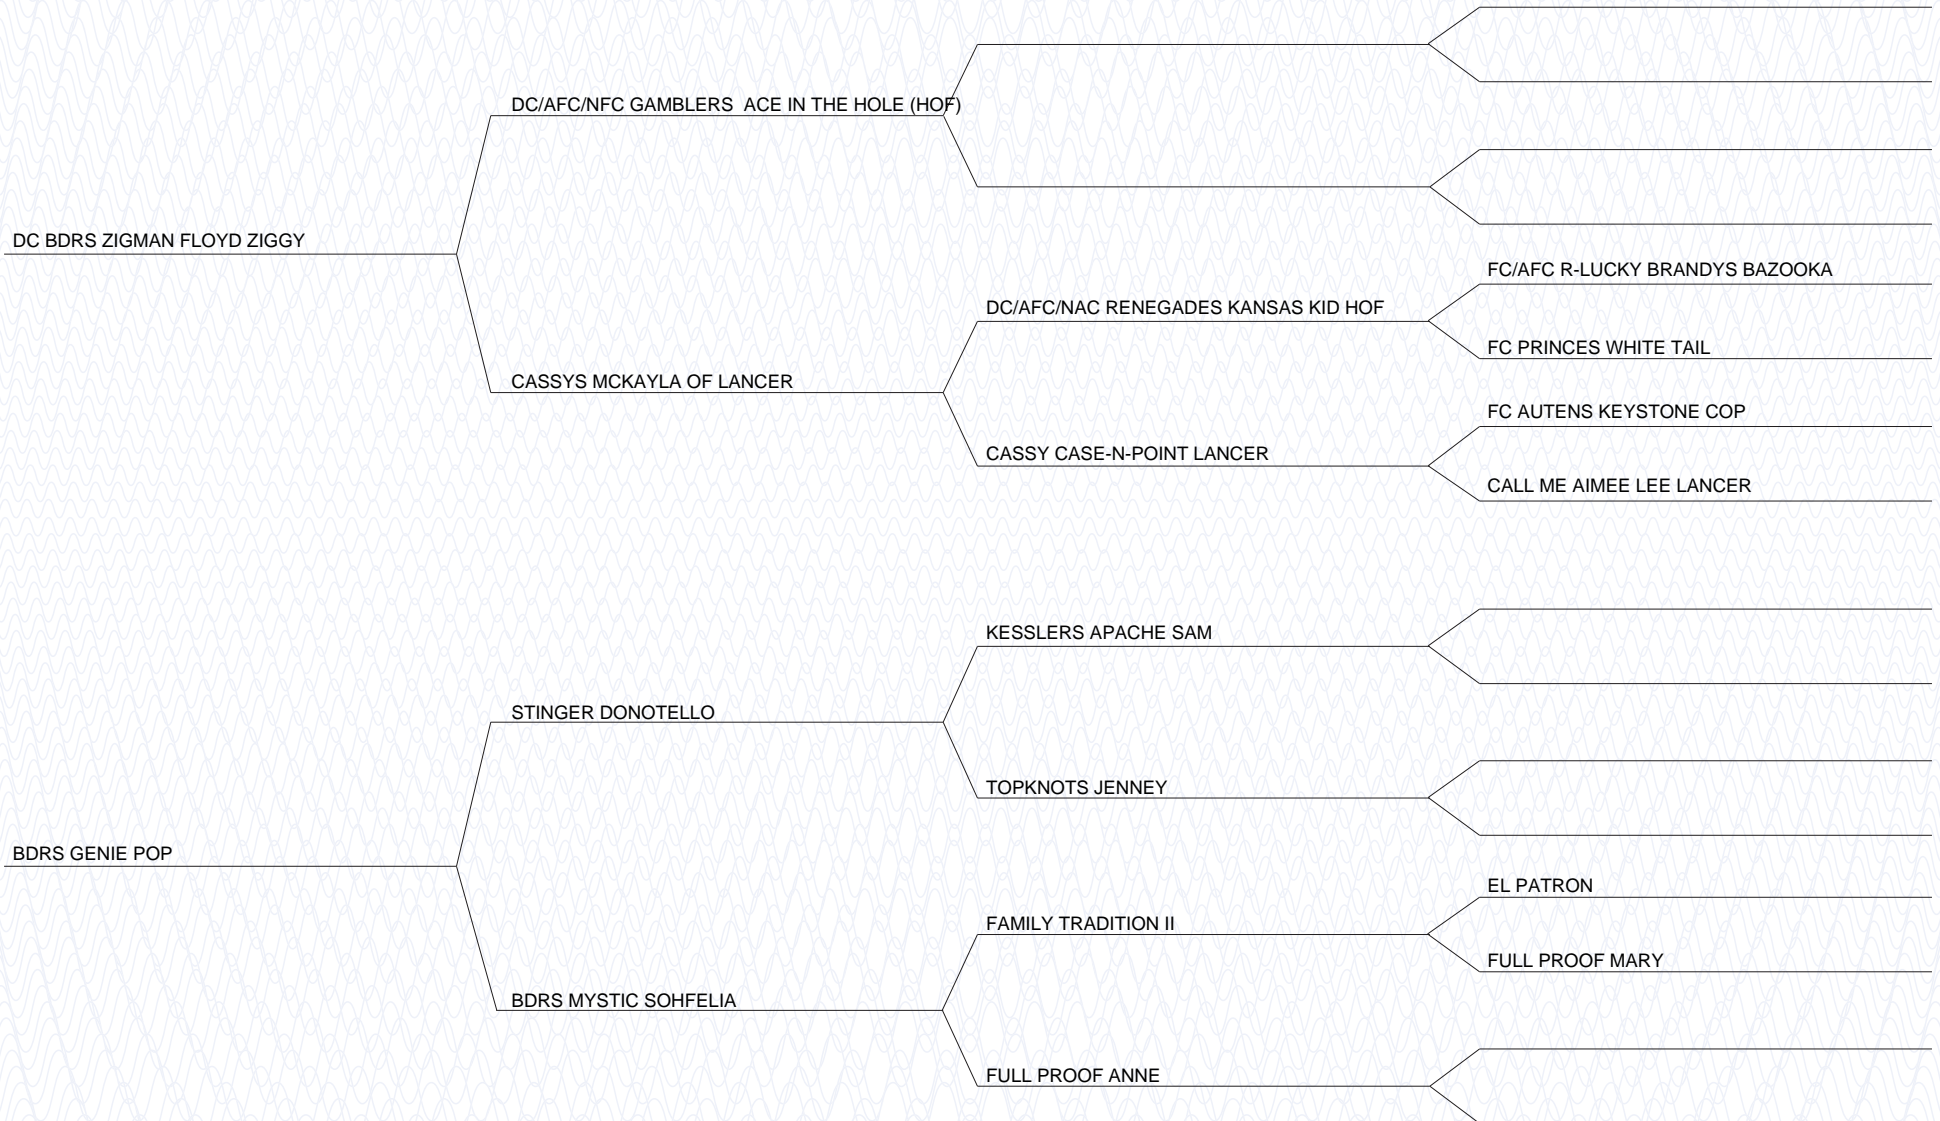 DC/AFC/NFC GAMBLERS  ACE IN THE HOLE (HOF)
DC BDRS ZIGMAN FLOYD ZIGGY
FC/AFC R-LUCKY BRANDYS BAZOOKA
DC/AFC/NAC RENEGADES KANSAS KID HOF
FC PRINCES WHITE TAIL
CASSYS MCKAYLA OF LANCER
FC AUTENS KEYSTONE COP
CASSY CASE-N-POINT LANCER
CALL ME AIMEE LEE LANCER
KESSLERS APACHE SAM
STINGER DONOTELLO
TOPKNOTS JENNEY
BDRS GENIE POP
EL PATRON
FAMILY TRADITION II
FULL PROOF MARY
BDRS MYSTIC SOHFELIA
FULL PROOF ANNE